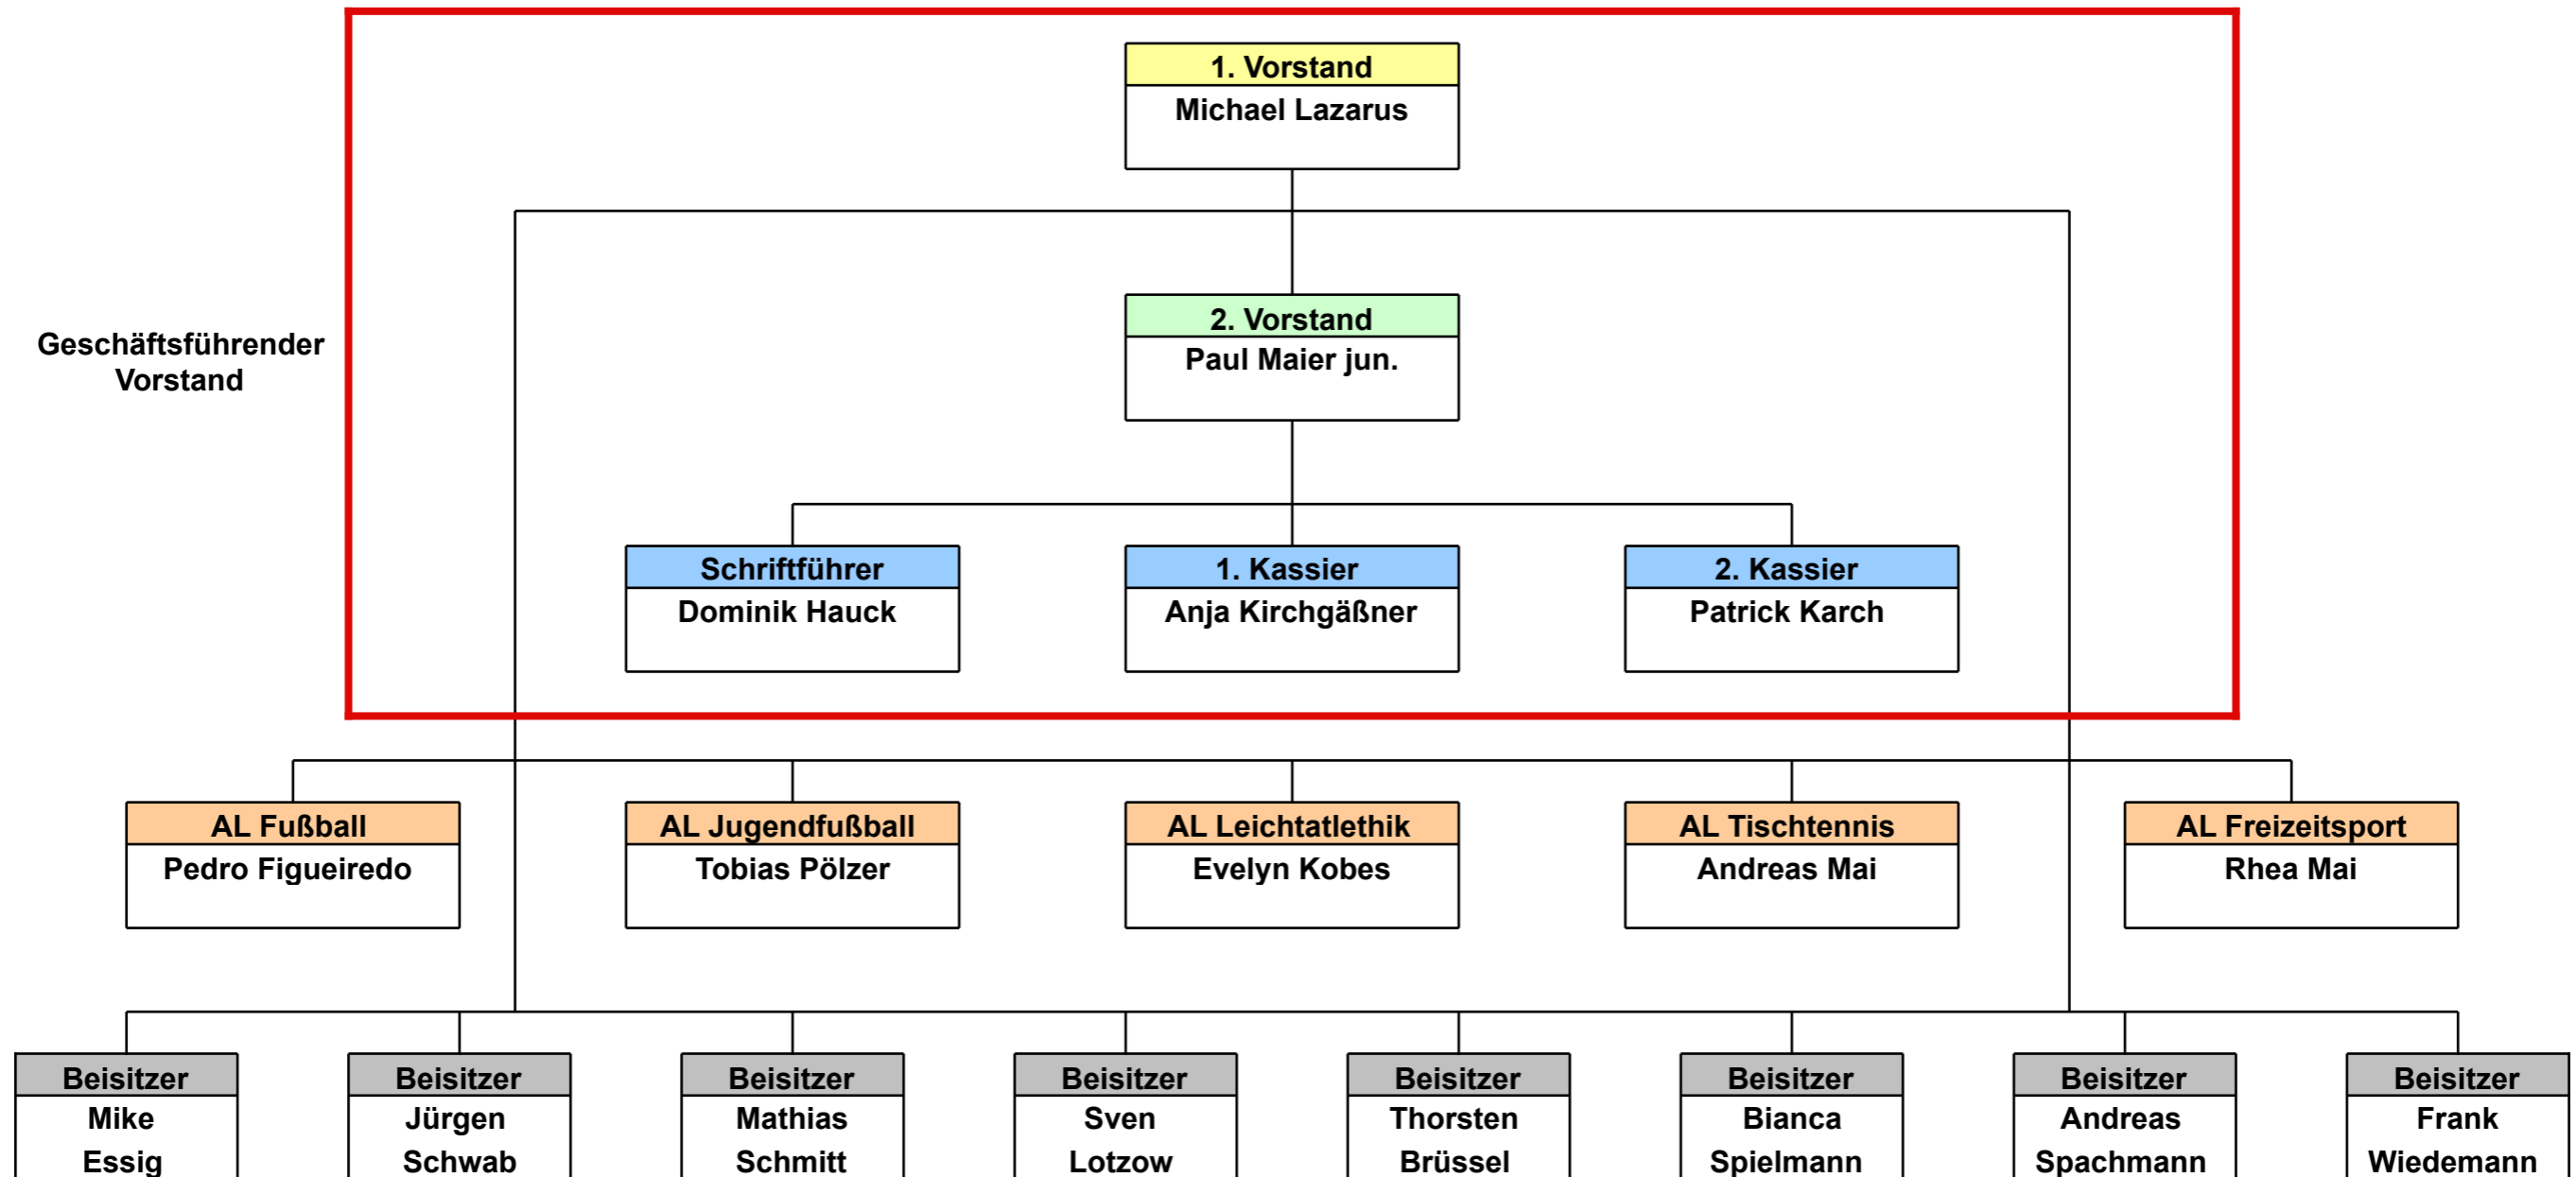 1. Vorstand
Michael Lazarus
Geschäftsführender
Vorstand
2. Vorstand
Paul Maier jun.
Schriftführer
Dominik Hauck
1. Kassier
Anja Kirchgäßner
2. Kassier
Patrick Karch
AL Fußball
Pedro Figueiredo
AL Jugendfußball
Tobias Pölzer
AL Leichtatlethik
Evelyn Kobes
AL Tischtennis
Andreas Mai
AL Freizeitsport
Rhea Mai
Beisitzer
Mike
Essig
Beisitzer
Jürgen
Schwab
Beisitzer
Mathias
Schmitt
Beisitzer
Sven
Lotzow
Beisitzer
Thorsten
Brüssel
Beisitzer
Bianca
Spielmann
Beisitzer
Andreas
Spachmann
Beisitzer
Frank
Wiedemann